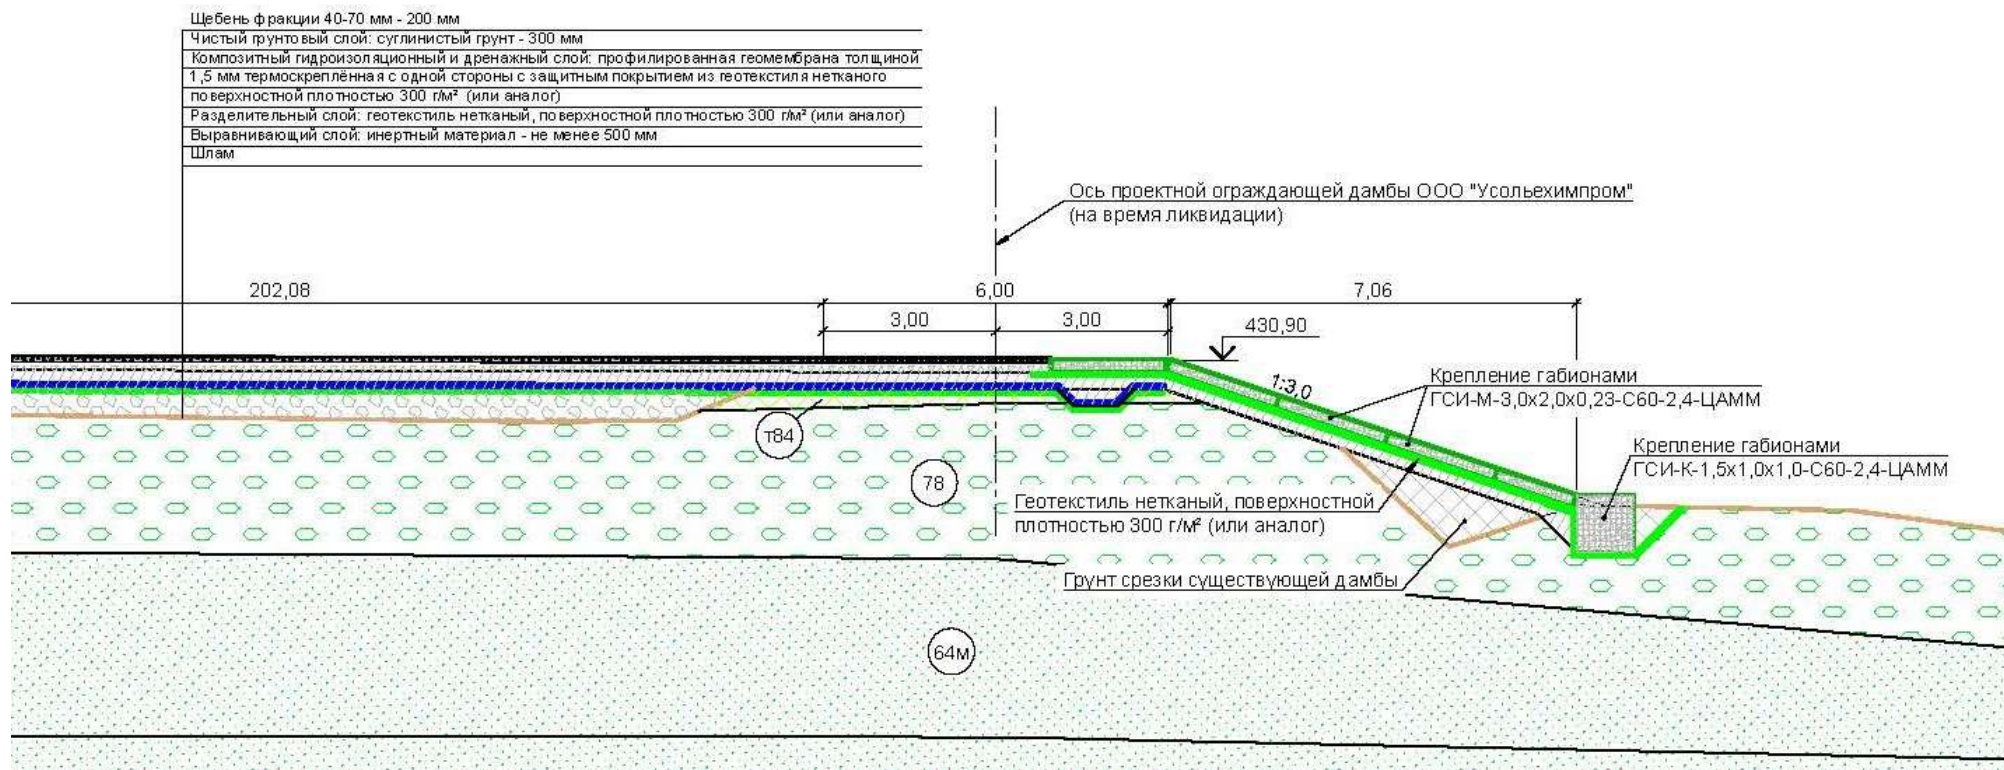 Щебень фракции 40-70 мм - 200 мм
Чистый грунтовый слой: суглинистый грунт - 300 мм
Композитный гидроизоляционный и дренажный слой: профилированная геомембрана толщиной
1,5 мм термоскреплённая с одной стороны с защитным покрытием из геотекстиля нетканого
поверхностной плотностью 300 г/м² (или аналог)
Разделительный слой: геотекстиль нетканый, поверхностной плотностью 300 г/м² (или аналог)
Выравнивающий слой: инертный материал - не менее 500 мм
Шлам
Ось проектной ограждающей дамбы ООО "Усольехимпром"
(на время ликвидации)
202,08
6,00
7,06
3,00
3,00
430,90
1:3,0
Крепление габионами
ГСИ-М-3,0х2,0х0,23-С60-2,4-ЦАММ
Крепление габионами
ГСИ-К-1,5х1,0х1,0-С60-2,4-ЦАММ
т84
78
Геотекстиль нетканый, поверхностной
плотностью 300 г/м² (или аналог)
Грунт срезки существующей дамбы
64м